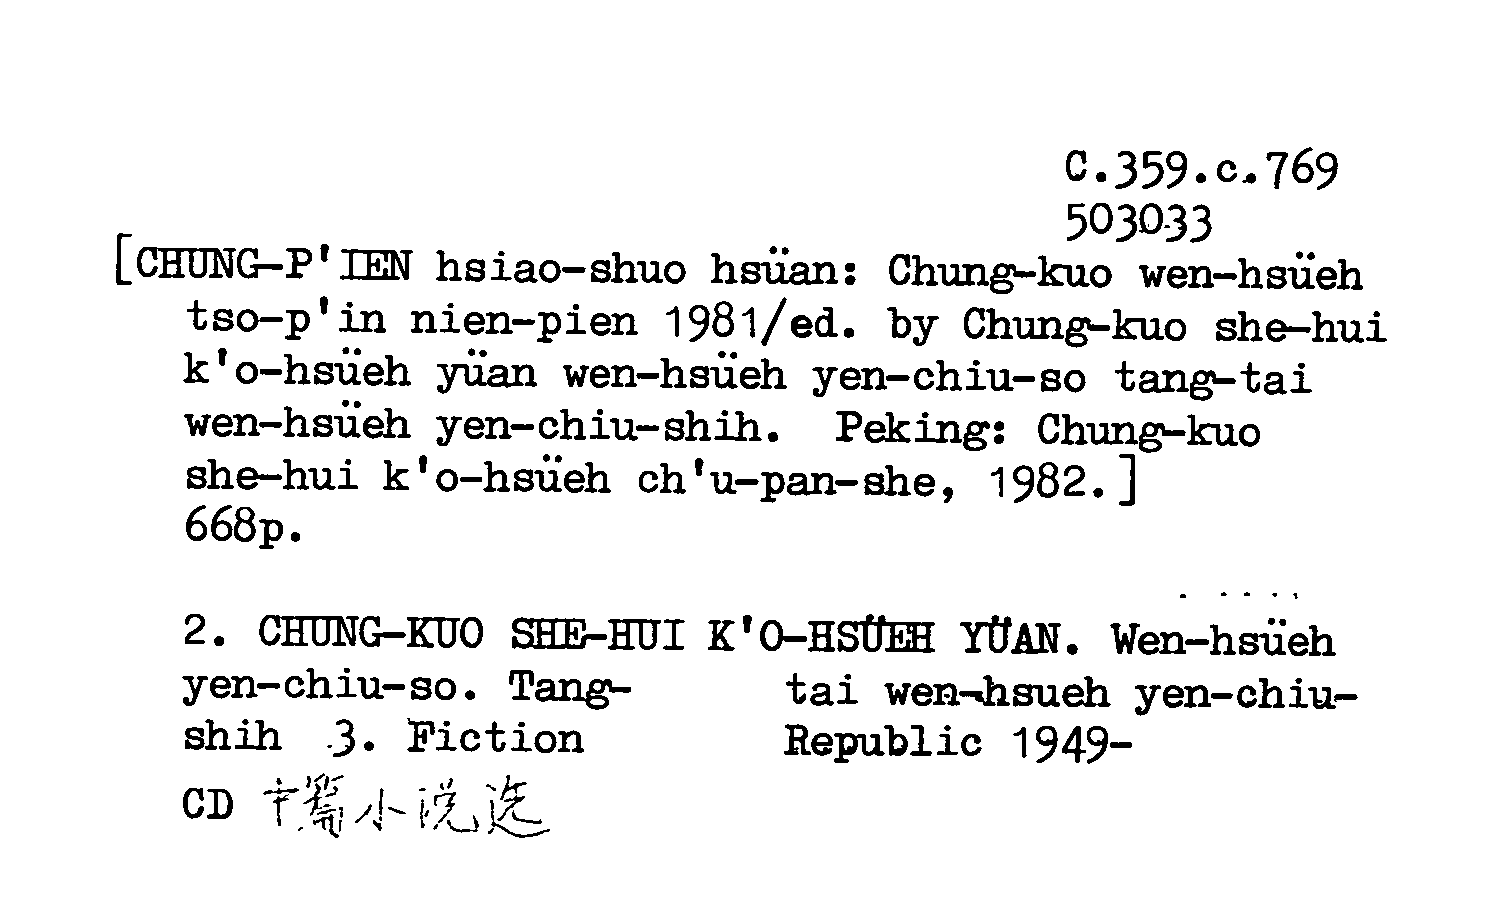 C.359.c.769
503033
[CHUNG-P'IEN hsiao-shuo hsüan: Chung-kuo wen-hsüeh
tso-p'in nien-pien 1981/ed. by Chung-kuo she-hui
k'o-hsüeh yüan wen-hsüeh yen-chiu-so tang-tai
wen-hsüeh yen-chiu-shih. Peking: Chung-kuo
she-hui k'o-hsüeh ch'u-pan-she, 1982.]
668p.
2. CHUNG-KUO SHE-HUI K'O-HSÜEH YÜAN. Wen-hsüeh
yen-chiu-so. Tang- tai wen-hsueh yen-chiu-
shih 3. Fiction Republic 1949-
CD 中篇小说选